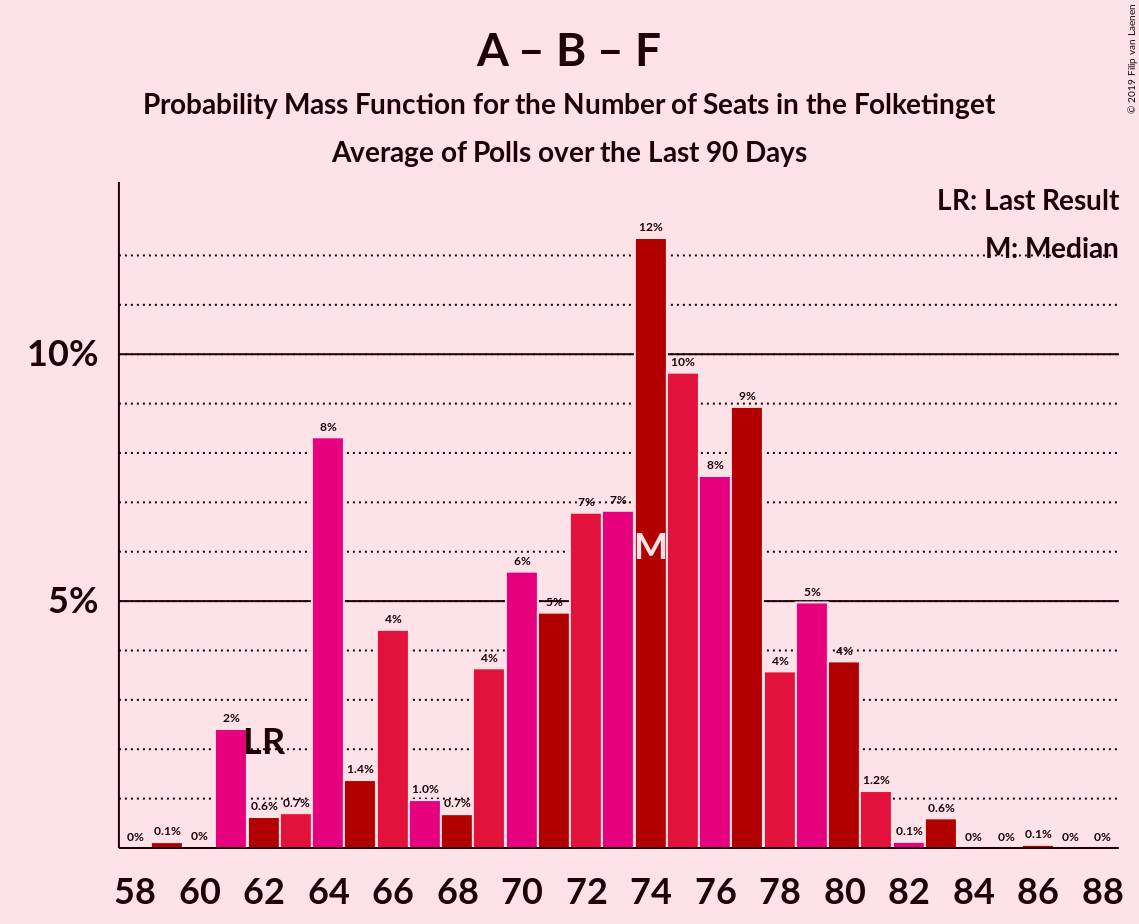 A – B – F
Probability Mass Function for the Number of Seats in the Folketinget
Average of Polls over the Last 90 Days
© 2019 Filip van Laenen
LR: Last Result
M: Median
10%
5%
0% 0.1% 0% 2% 0.6% 0.7% 8% 1.4% 4% 1.0% 0.7% 4% 6% 5% 7% 7% 12% 10% 8% 9% 4% 5% 4% 1.2% 0.1% 0.6% 0% 0% 0.1% 0% 0%
LR
M
58 60 62 64 66 68 70 72 74 76 78 80 82 84 86 88